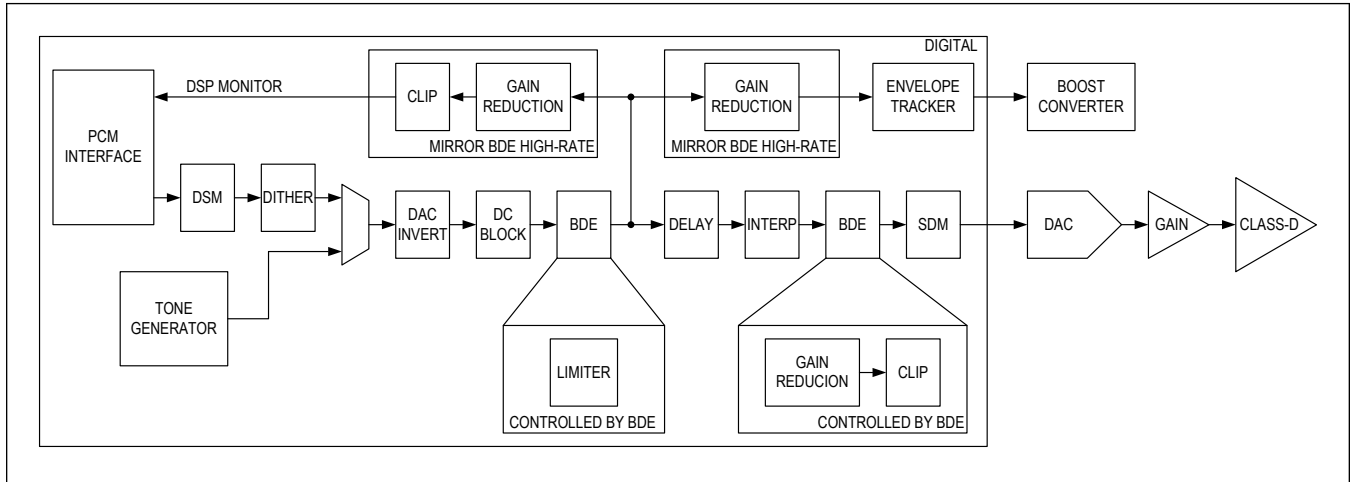 DIGITAL
PCM
INTERFACE
DSP MONITOR
CLIP
GAIN
REDUCTION
MIRROR BDE HIGH-RATE
GAIN
REDUCTION
MIRROR BDE HIGH-RATE
ENVELOPE
TRACKER
BOOST
CONVERTER
DSM
DITHER
DAC
INVERT
DC
BLOCK
BDE
DELAY
INTERP
BDE
SDM
DAC
GAIN
CLASS-D
TONE
GENERATOR
LIMITER
CONTROLLED BY BDE
GAIN
REDUCION
CLIP
CONTROLLED BY BDE